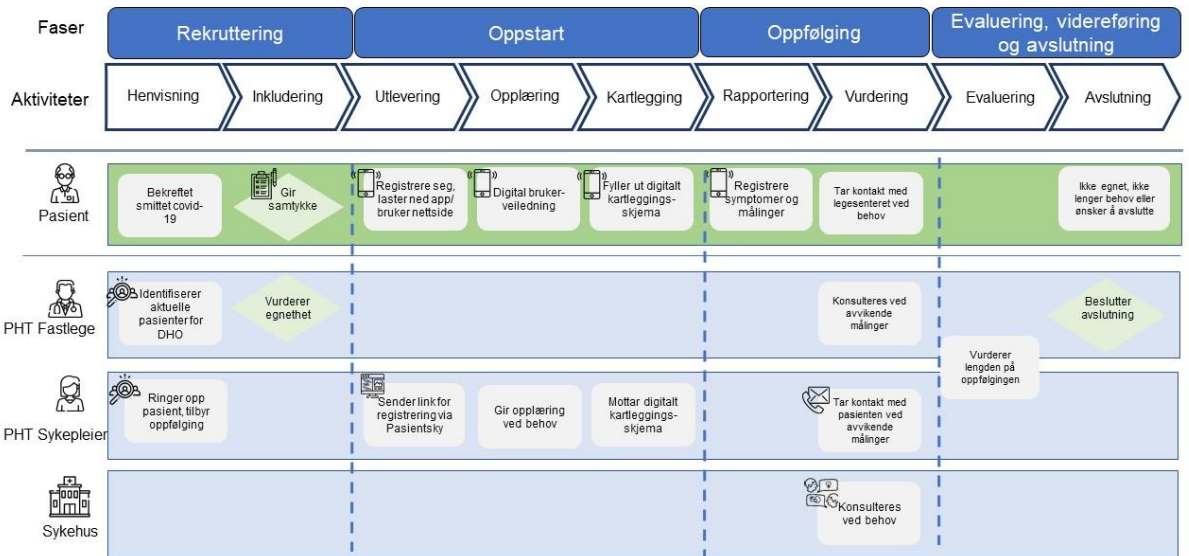 Faser
Rekruttering
Oppstart
Oppfølging
Evaluering, videreføring
og avslutning
Aktiviteter
Henvisning
Inkludering
Utlevering
Opplæring
Kartlegging
Rapportering
Vurdering
Evaluering
Avslutning
Pasient
Bekreftet
smittet covid-
19
Gir
samtykke
Registrere seg,
laster ned app/
bruker nettside
Digital bruker-
veiledning
Fyller ut digitalt
kartleggings-
skjema
Registrere
symptomer og
målinger
Tar kontakt med
legesenteret ved
behov
Ikke egnet, ikke
lenger behov eller
ønsker å avslutte
PHT Fastlege
Identifiserer
aktuelle
pasienter for
DHO
Vurderer
egnethet
Konsulteres ved
avvikende
målinger
Beslutter
avslutning
Vurderer
lengden på
oppfølgingen
PHT Sykepleier
Ringer opp
pasient, tilbyr
oppfølging
Sender link for
registrering via
Pasientsky
Gir opplæring
ved behov
Mottar digitalt
kartleggings-
skjema
Tar kontakt med
pasienten ved
avvikende
målinger
Sykehus
Konsulteres
ved behov